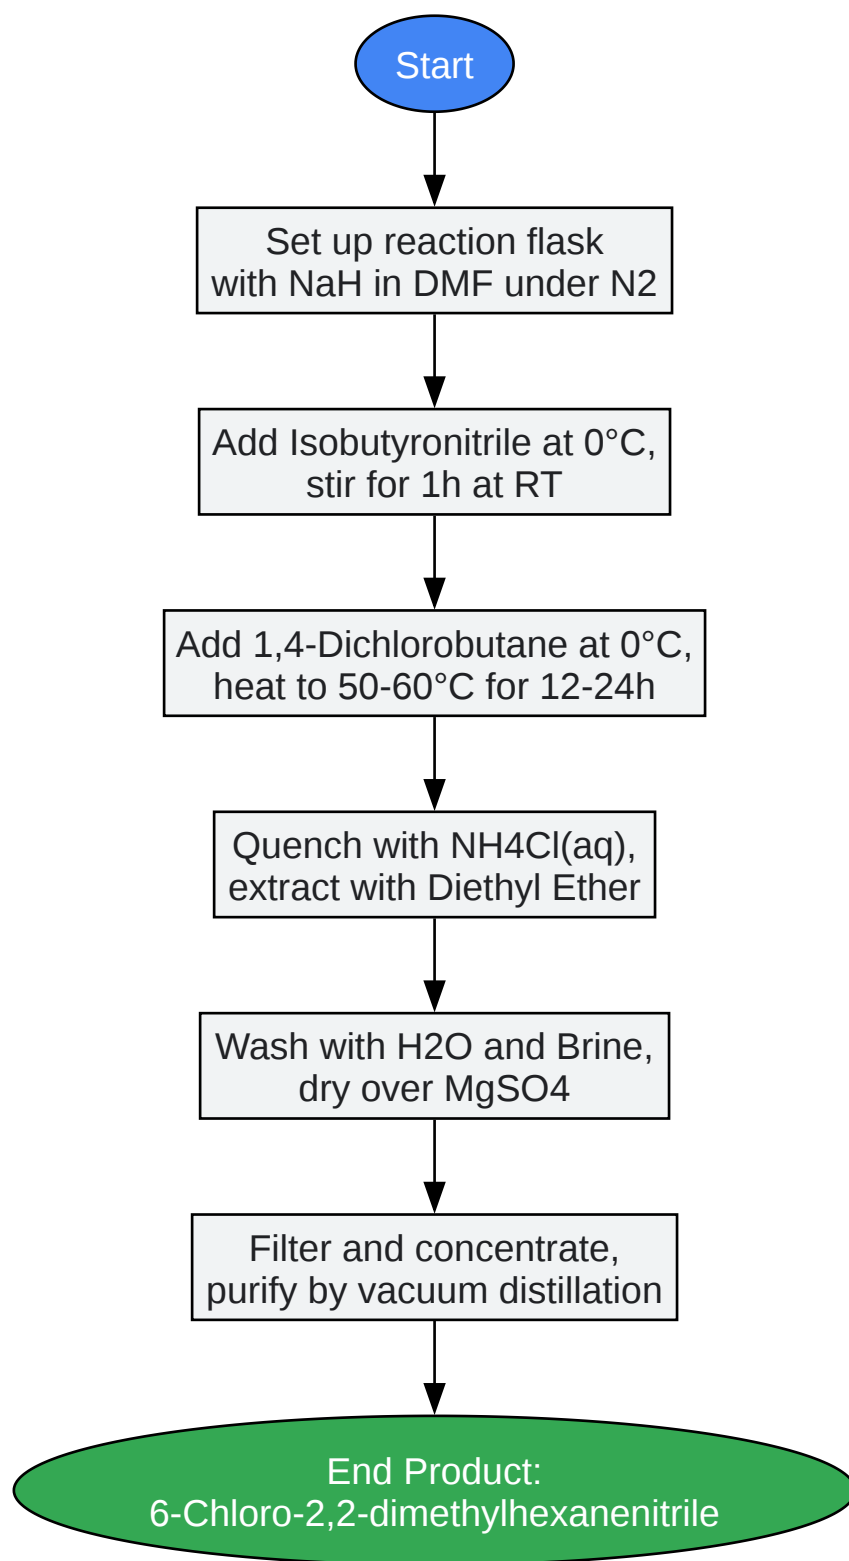 Start
Set up reaction flask
with NaH in DMF under N2
Add Isobutyronitrile at 0°C,
stir for 1h at RT
Add 1,4-Dichlorobutane at 0°C,
heat to 50-60°C for 12-24h
Quench with NH4Cl(aq),
extract with Diethyl Ether
Wash with H2O and Brine,
dry over MgSO4
Filter and concentrate,
purify by vacuum distillation
End Product:
6-Chloro-2,2-dimethylhexanenitrile